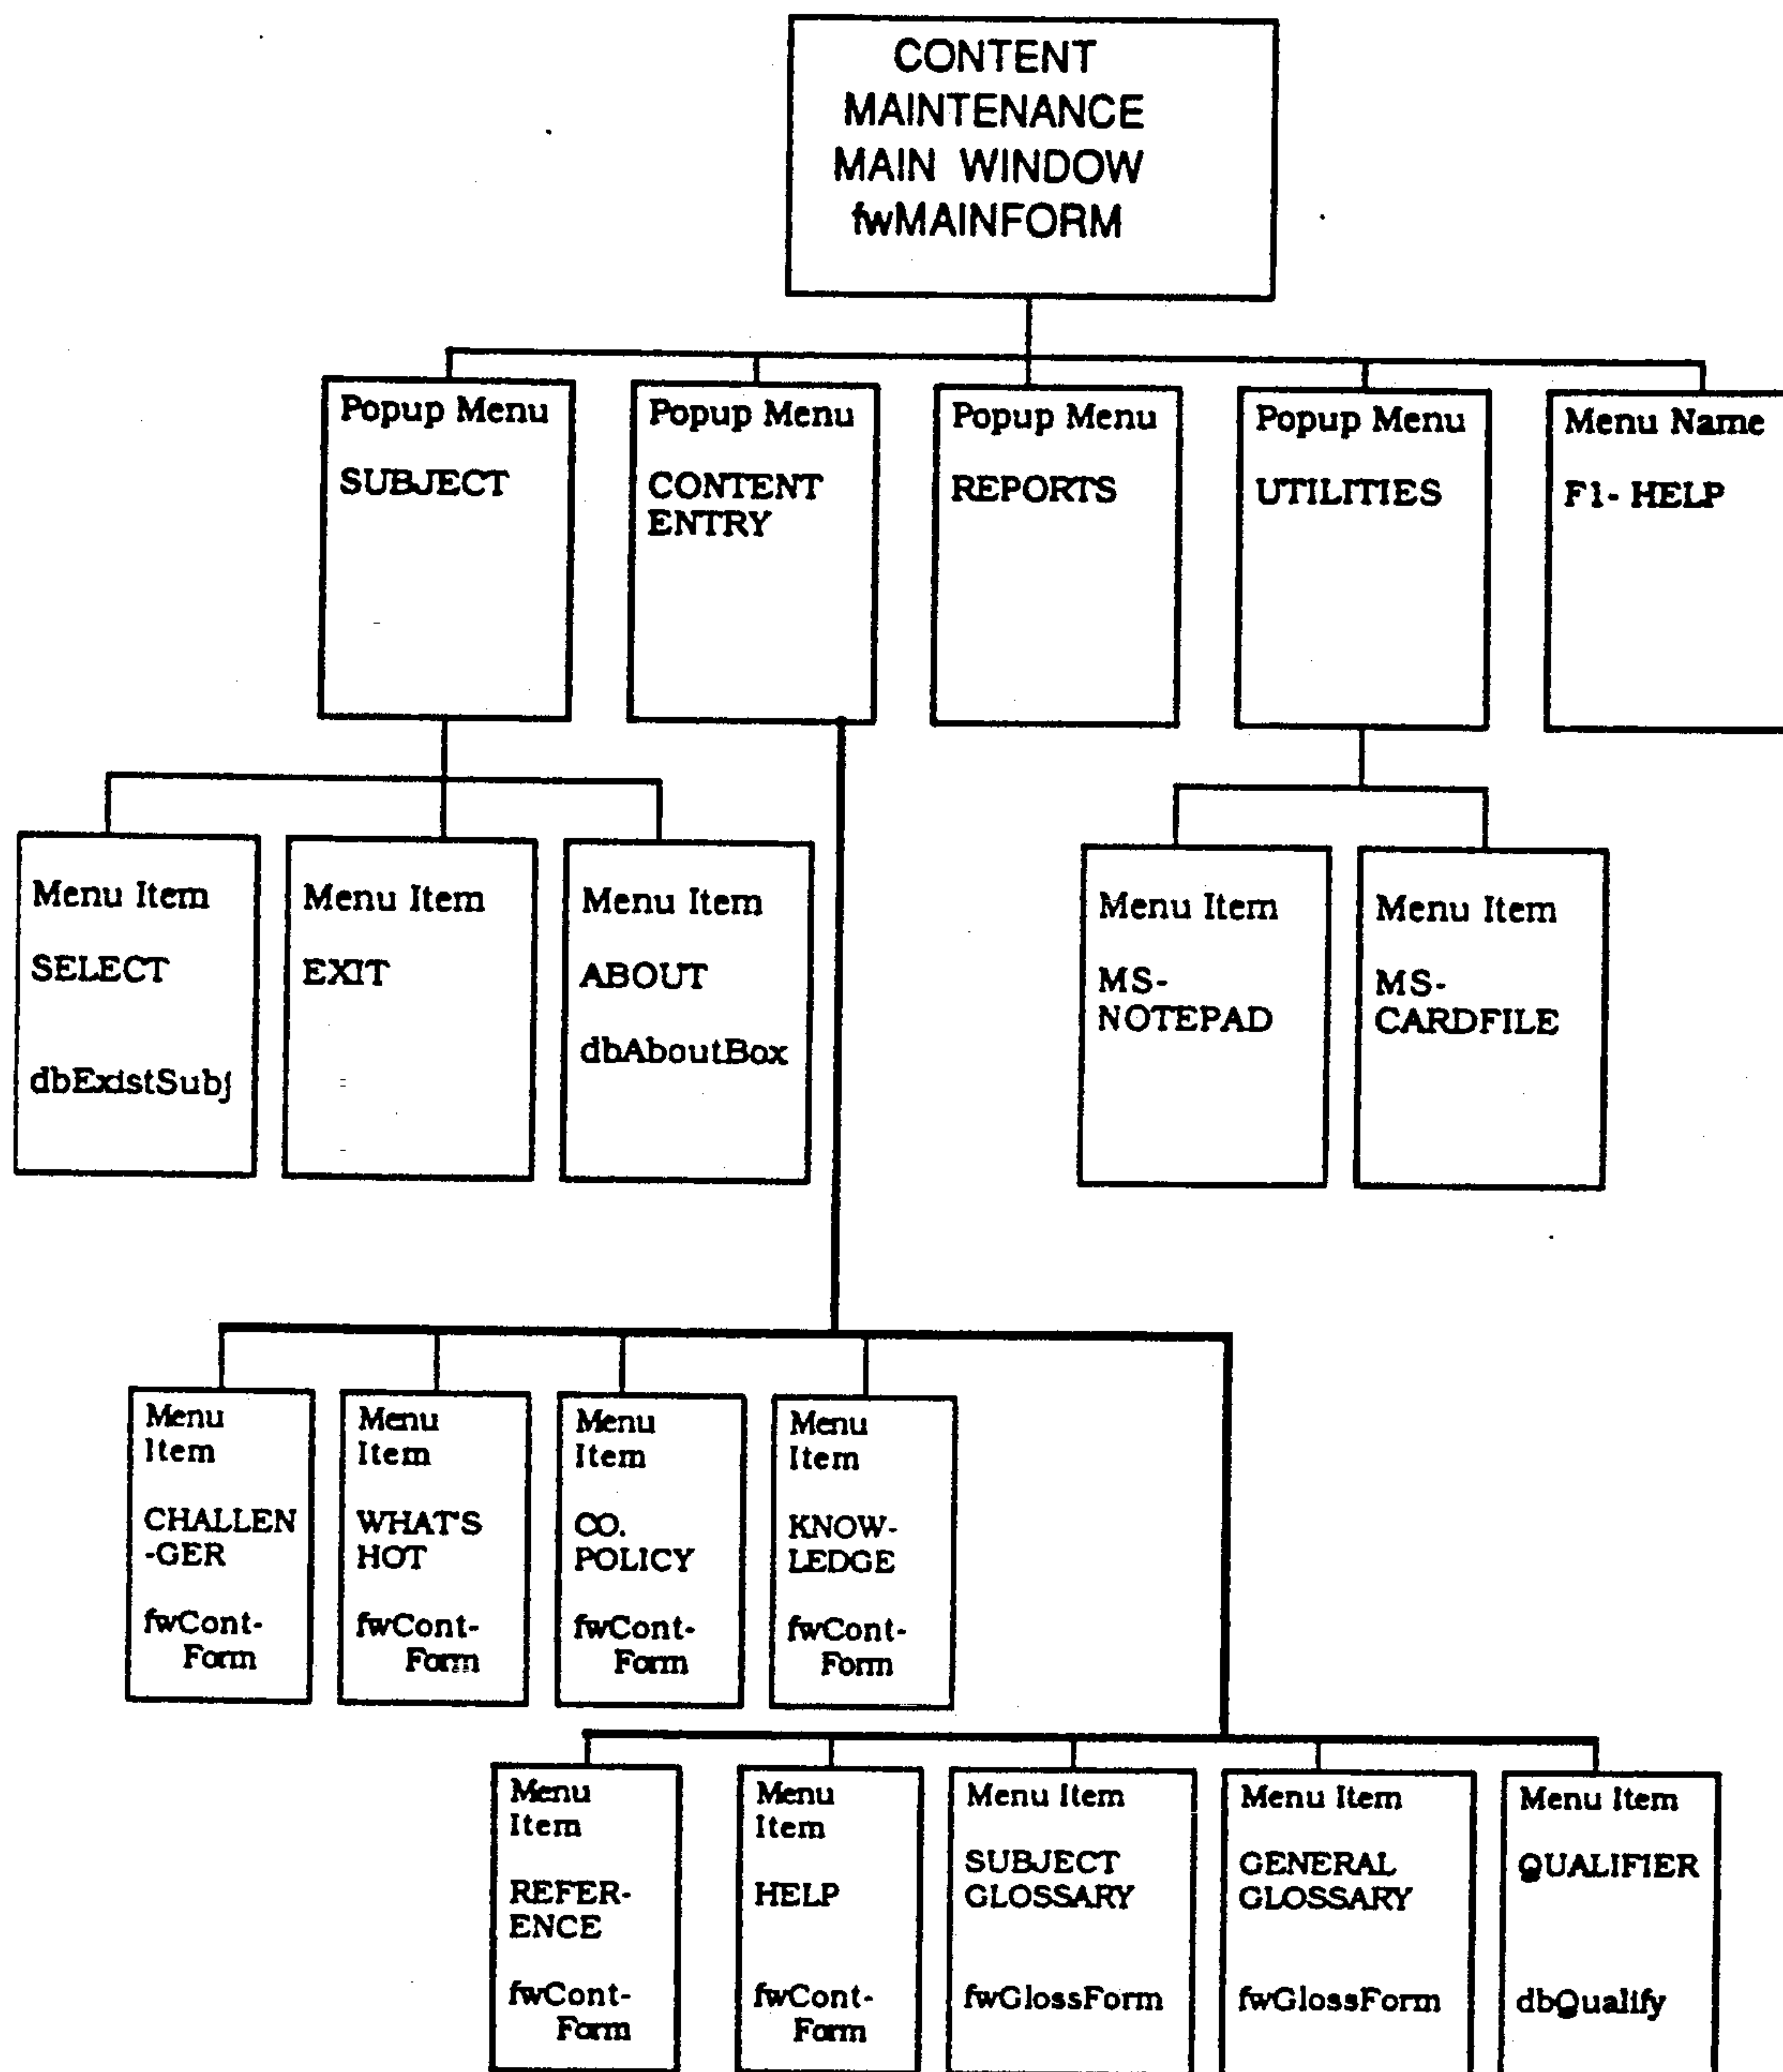 CONTENT
MAINTENANCE
MAIN WINDOW
fwMAINFORM
Popup Menu
SUBJECT
Popup Menu
CONTENT
ENTRY
Popup Menu
REPORTS
Popup Menu
UTILITIES
Menu Name
F1- HELP
Menu Item
SELECT
dbExistSubj
Menu Item
EXIT
Menu Item
ABOUT
dbAboutBox
Menu Item
MS-
NOTEPAD
Menu Item
MS-
CARDFILE
Menu
Item
CHALLEN
-GER
fwCont-
Form
Menu
Item
WHAT'S
HOT
fwCont-
Form
Menu
Item
CO.
POLICY
fwCont-
Form
Menu
Item
KNOW-
LEDGE
fwCont-
Form
Menu
Item
REFER-
ENCE
fwCont-
Form
Menu
Item
HELP
fwCont-
Form
Menu Item
SUBJECT
GLOSSARY
fwGlossForm
Menu Item
GENERAL
GLOSSARY
fwGlossForm
Menu Item
QUALIFIER
dbQualify